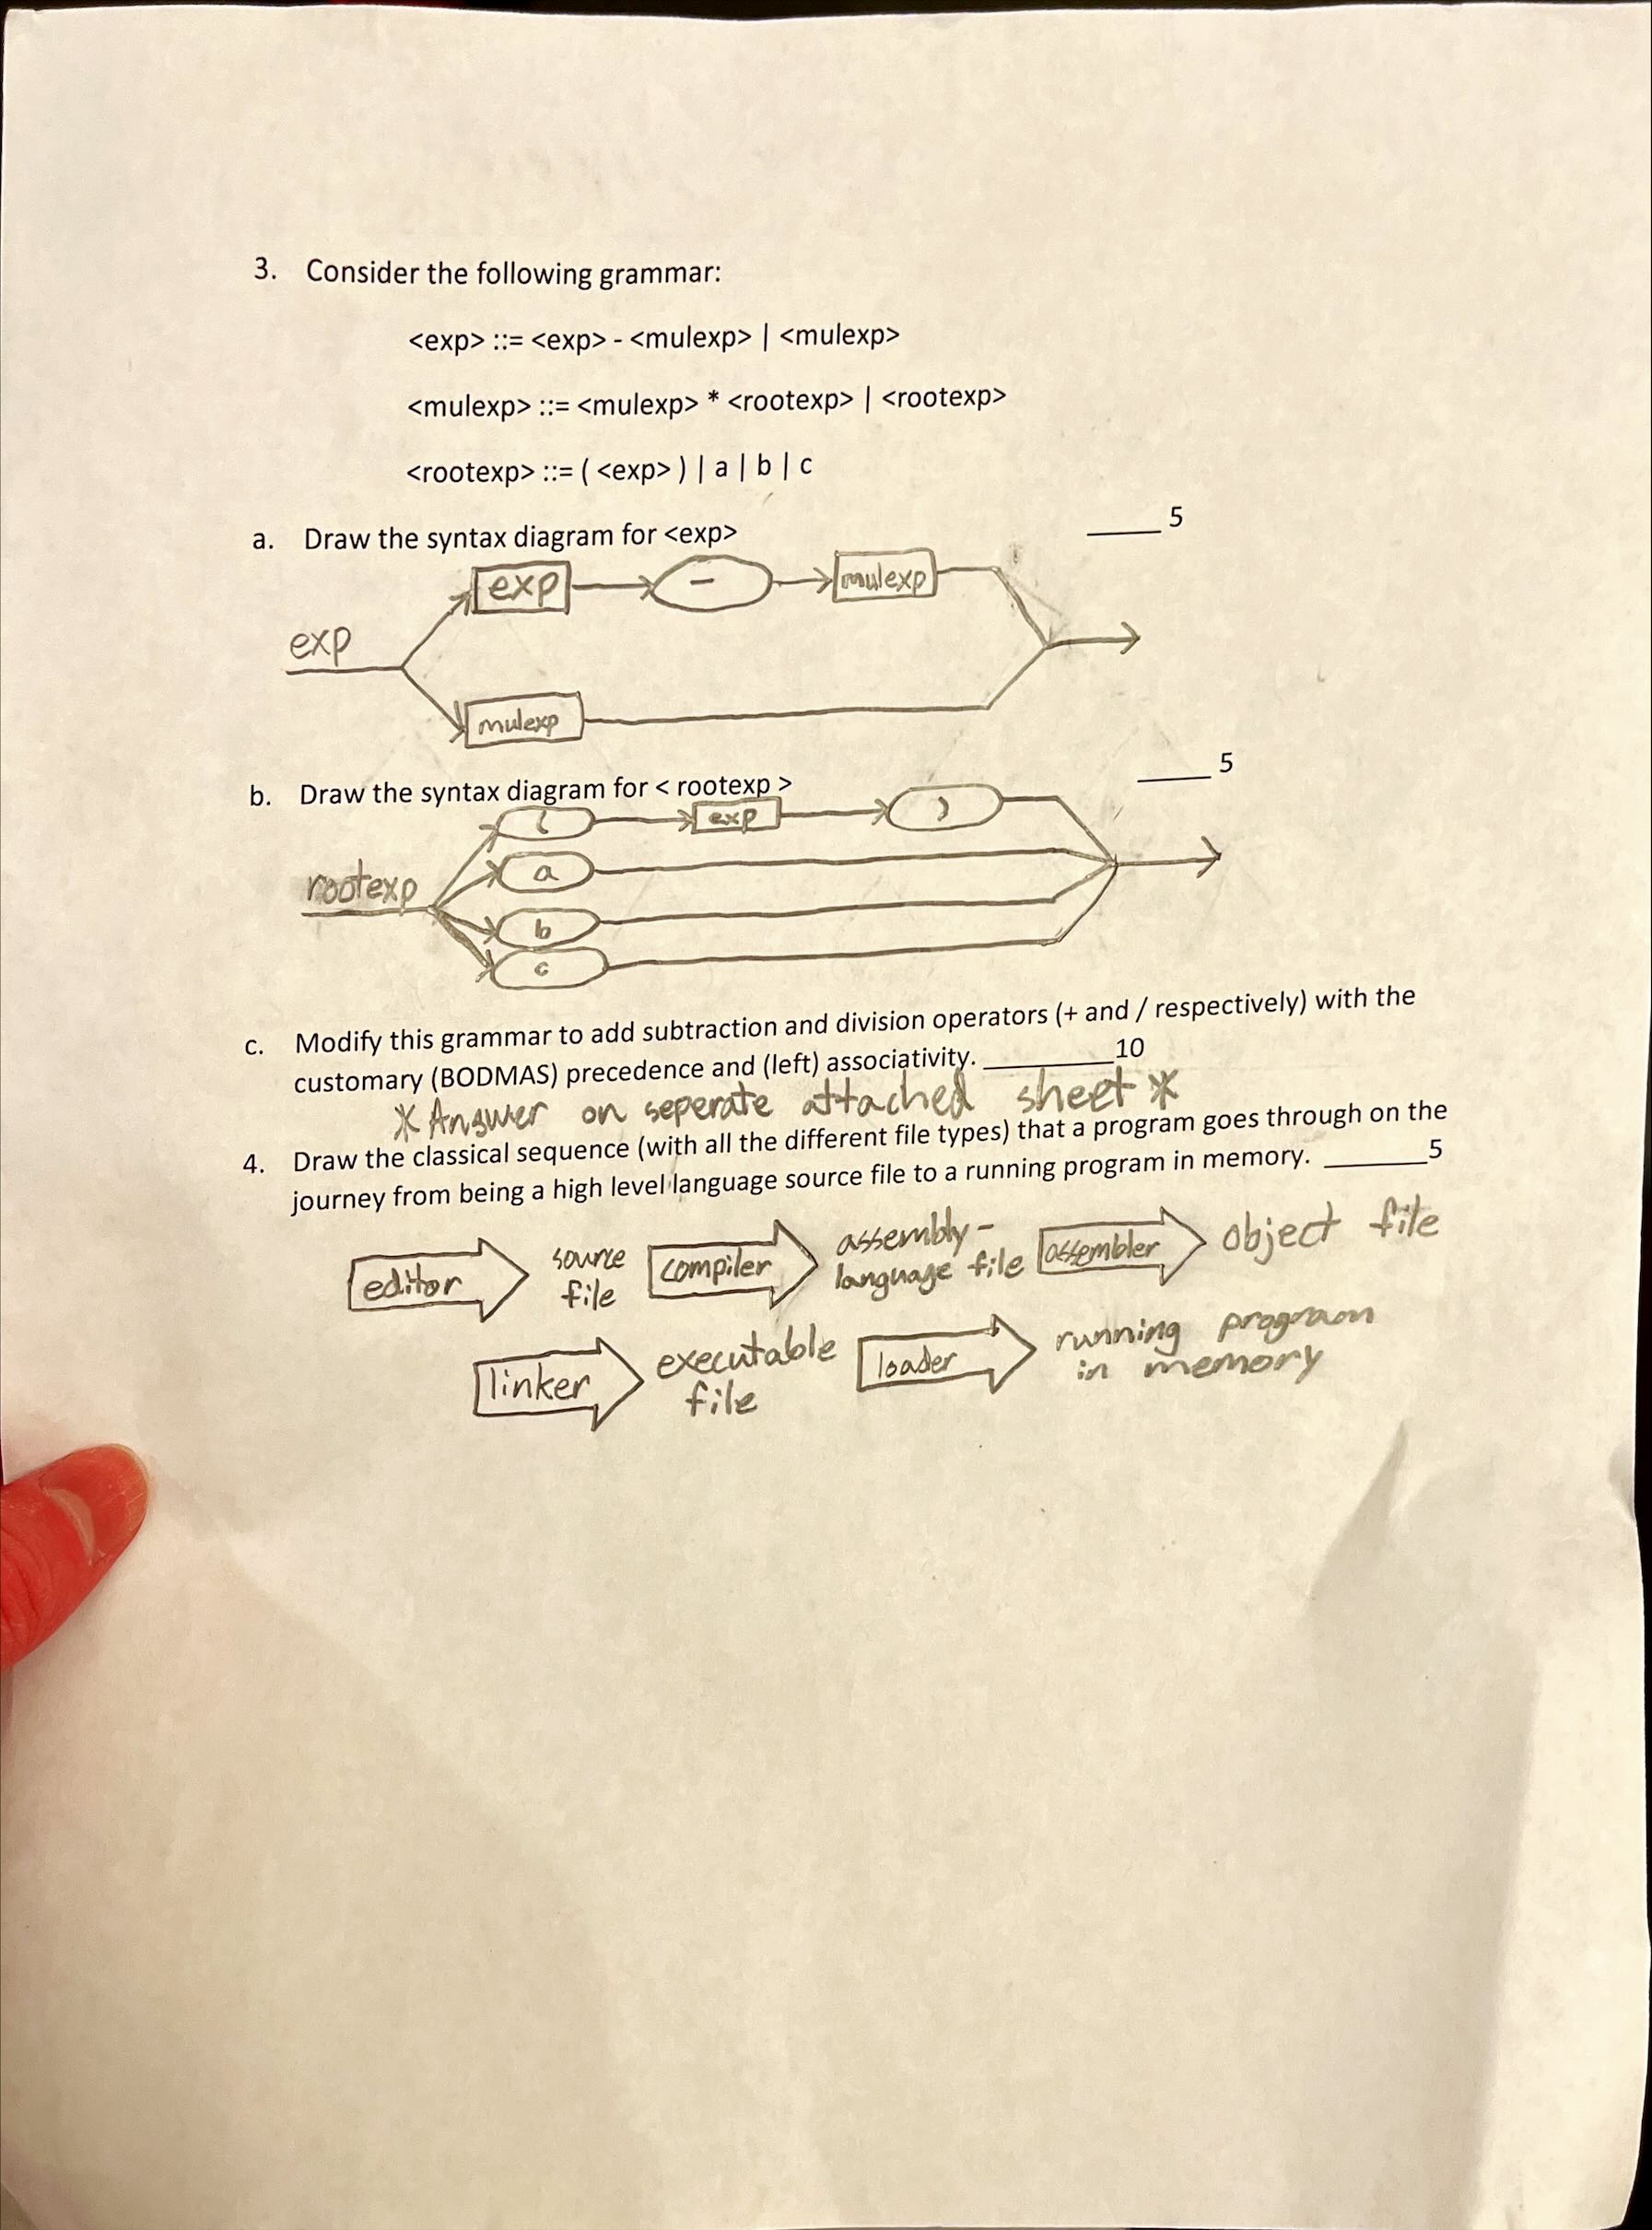 3. Consider the following grammar:
<exp> ::= <exp> - <mulexp> | <mulexp>
<mulexp> ::= <mulexp> * <rootexp> | <rootexp>
<rootexp> ::= ( <exp> ) | a | b | c
a. Draw the syntax diagram for <exp> ____ 5
exp - mulexp
exp
mulexp
b. Draw the syntax diagram for < rootexp > ____ 5
( exp )
a
rootexp
b
c
c. Modify this grammar to add subtraction and division operators (+ and / respectively) with the
customary (BODMAS) precedence and (left) associativity. ________10
* Answer on seperate attached sheet *
4. Draw the classical sequence (with all the different file types) that a program goes through on the
journey from being a high level language source file to a running program in memory. ______5
editor source compiler assembly- assembler object file
file language file
linker executable loader running program
file in memory